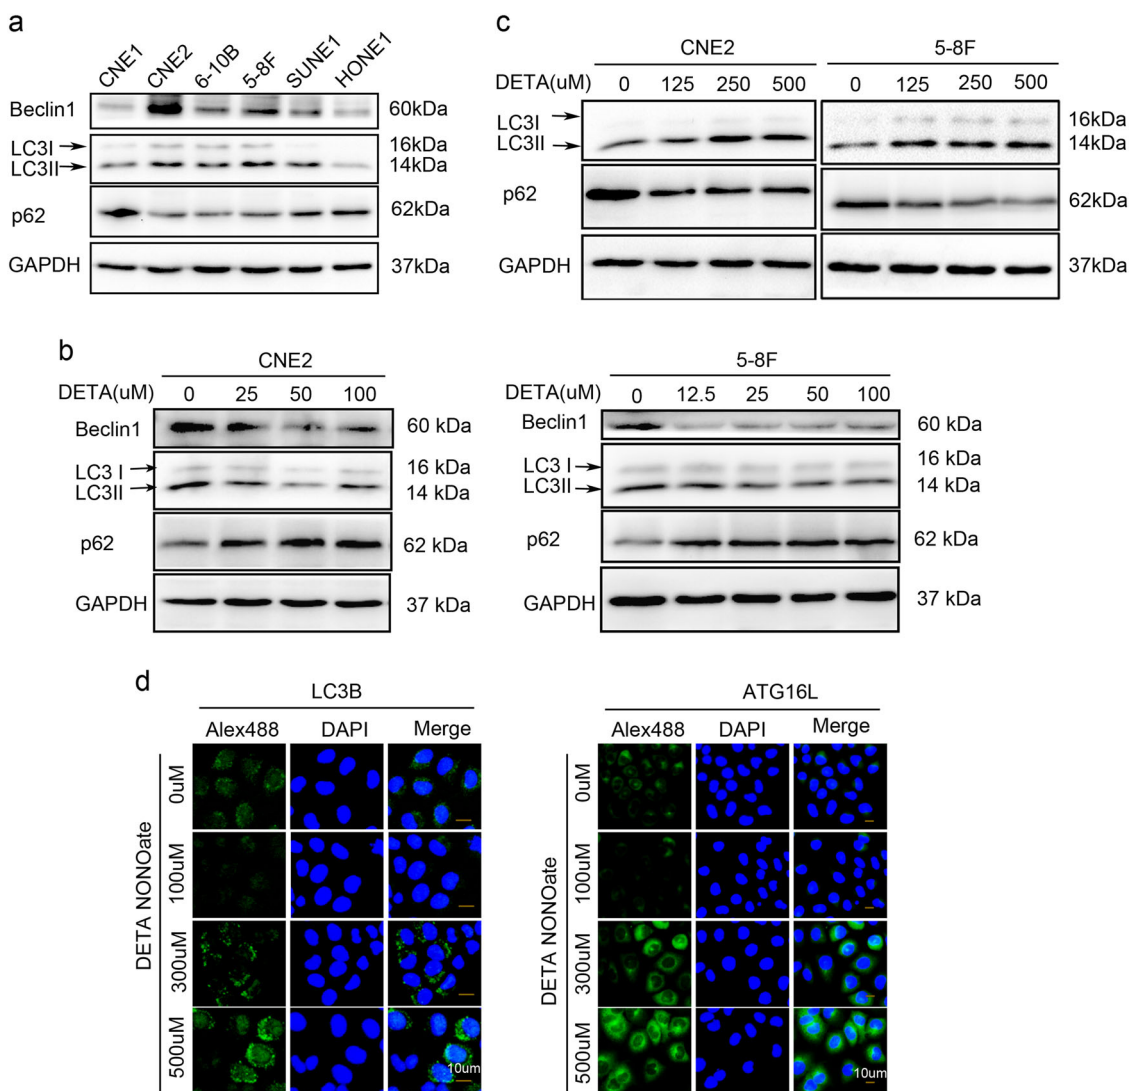 a
CNE1 CNE2 6-10B 5-8F SUNE1 HONE1
Beclin1 60kDa
LC3I 16kDa
LC3II 14kDa
p62 62kDa
GAPDH 37kDa
c
CNE2 5-8F
DETA(uM) 0 125 250 500 0 125 250 500
LC3I 16kDa
LC3II 14kDa
p62 62kDa
GAPDH 37kDa
b
CNE2
DETA(uM) 0 25 50 100
Beclin1 60 kDa
LC3 I 16 kDa
LC3II 14 kDa
p62 62 kDa
GAPDH 37 kDa
5-8F
DETA(uM) 0 12.5 25 50 100
Beclin1 60 kDa
LC3 I 16 kDa
LC3II 14 kDa
p62 62 kDa
GAPDH 37 kDa
d
LC3B
Alex488 DAPI Merge
DETA NONOate
0uM
100uM
300uM
500uM
10um
ATG16L
Alex488 DAPI Merge
DETA NONOate
0uM
100uM
300uM
500uM
10um